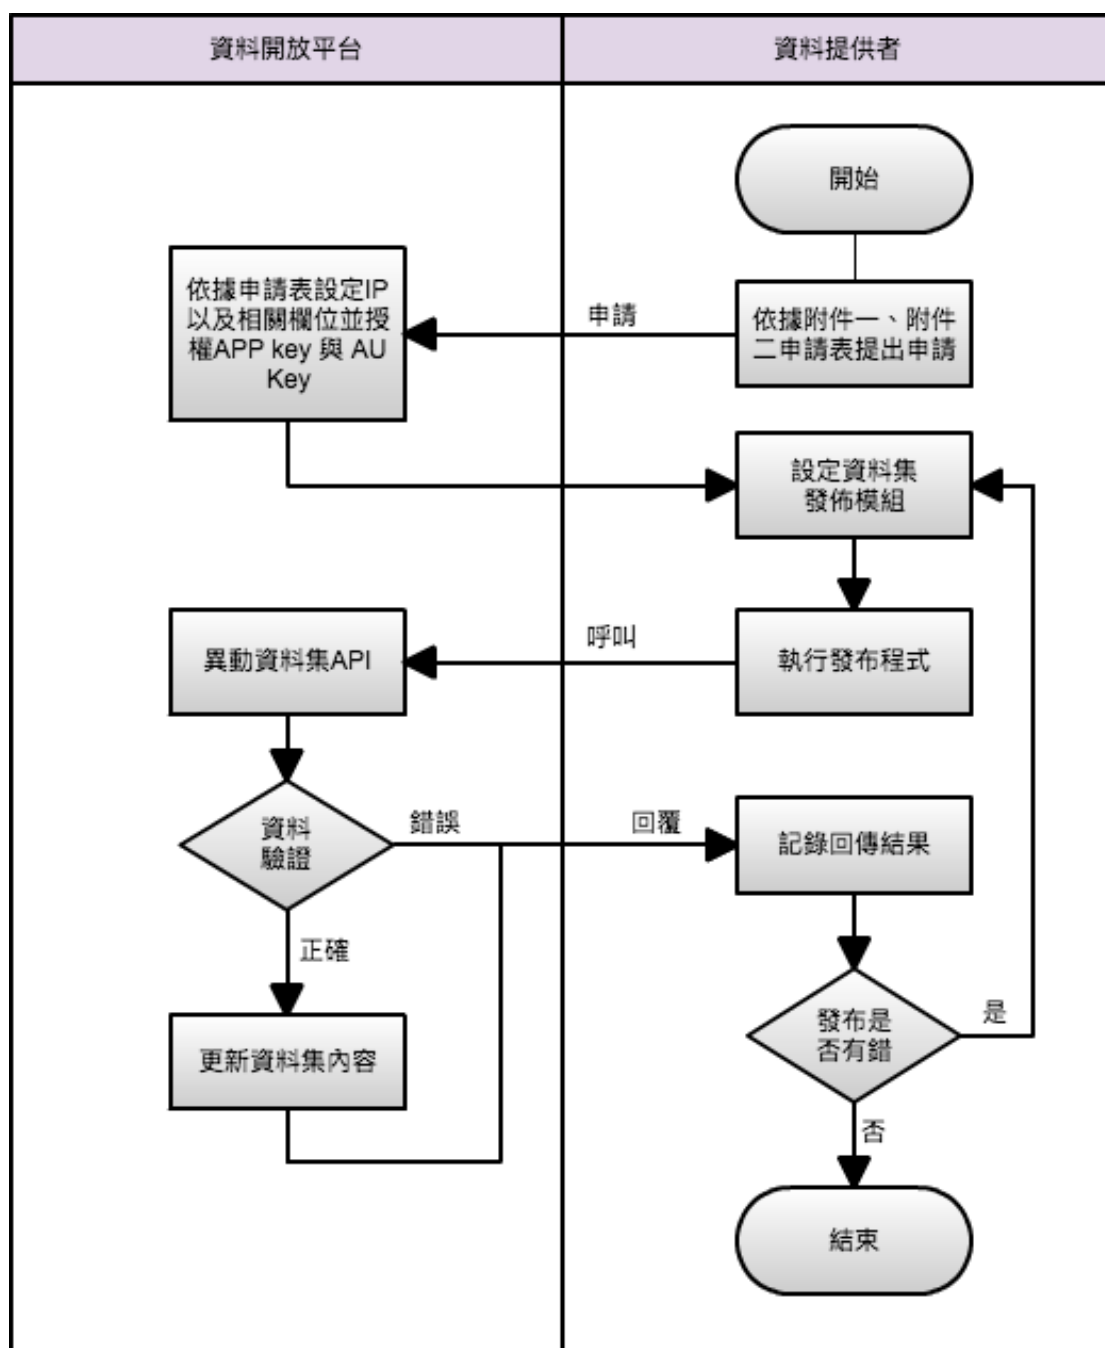 資料開放平台
資料提供者
開始
依據附件一、附件
二申請表提出申請
申請
依據申請表設定IP
以及相關欄位並授
權APP key 與 AU
Key
設定資料集
發佈模組
執行發布程式
呼叫
異動資料集API
資料
驗證
錯誤
回覆
記錄回傳結果
正確
更新資料集內容
發布是
否有錯
是
否
結束